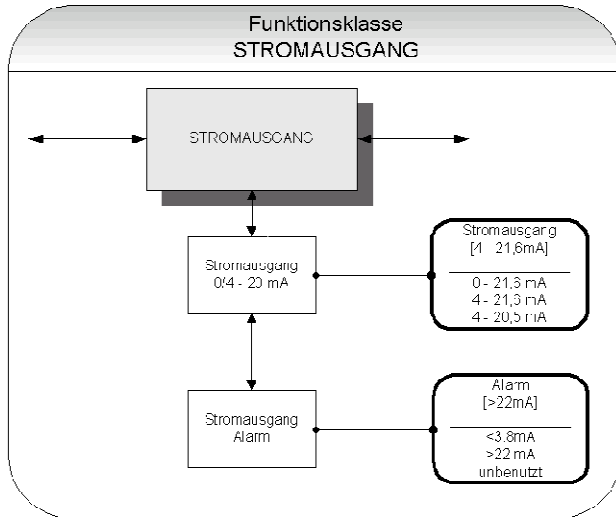 Funktionsklasse
STROMAUSGANG
STROMAUSGANG
Stromausgang
0/4 - 20 mA
Stromausgang
[4 - 21,6mA]
0 - 21,6 mA
4 - 21,6 mA
4 - 20,5 mA
Stromausgang
Alarm
Alarm
[>22mA]
<3.8mA
>22 mA
unbenutzt